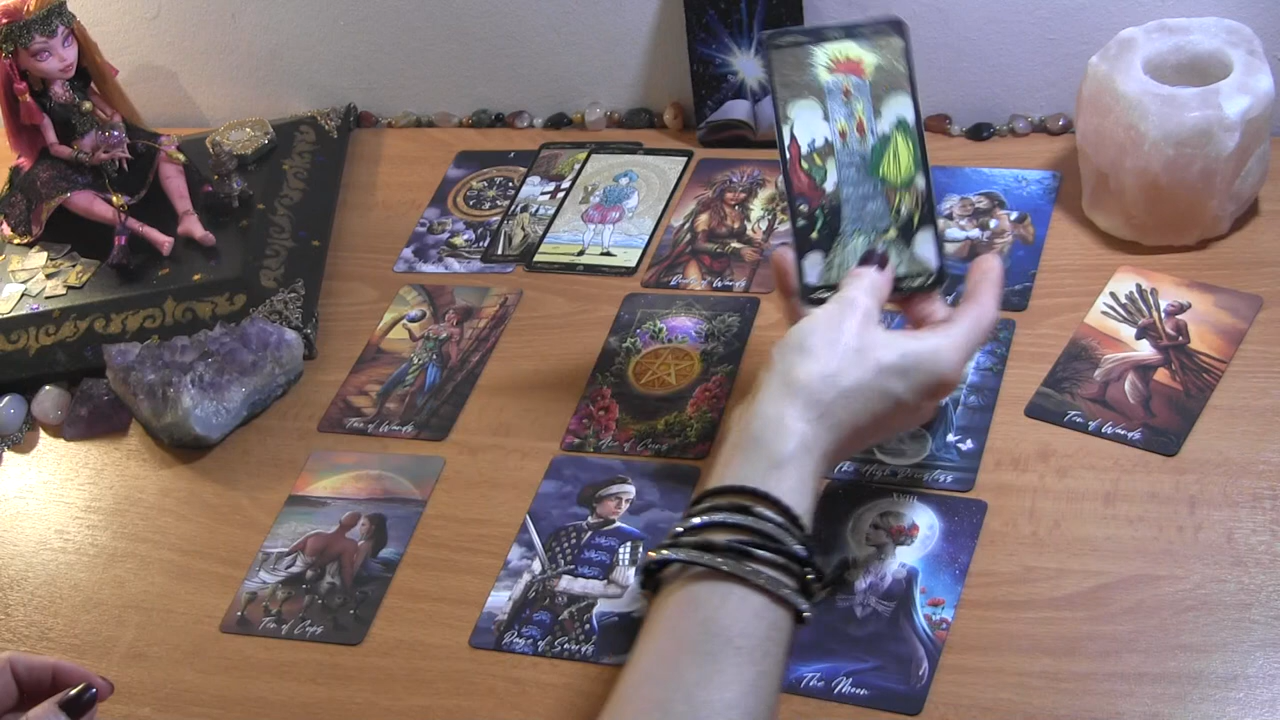 X
Two of Wands
Ace of Coins
The High Priestess
Ten of Wands
Ten of Cups
Page of Swords
XVIII
The Moon